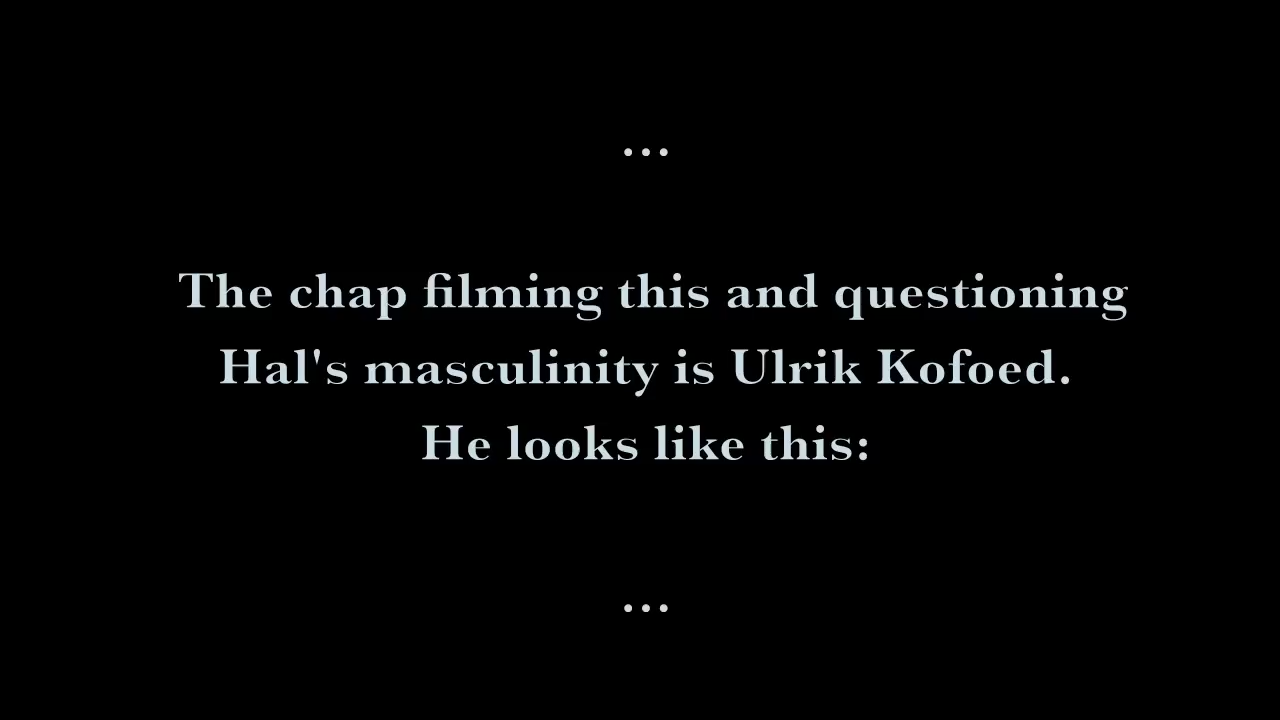 ...
The chap filming this and questioning
Hal's masculinity is Ulrik Kofoed.
He looks like this:
...